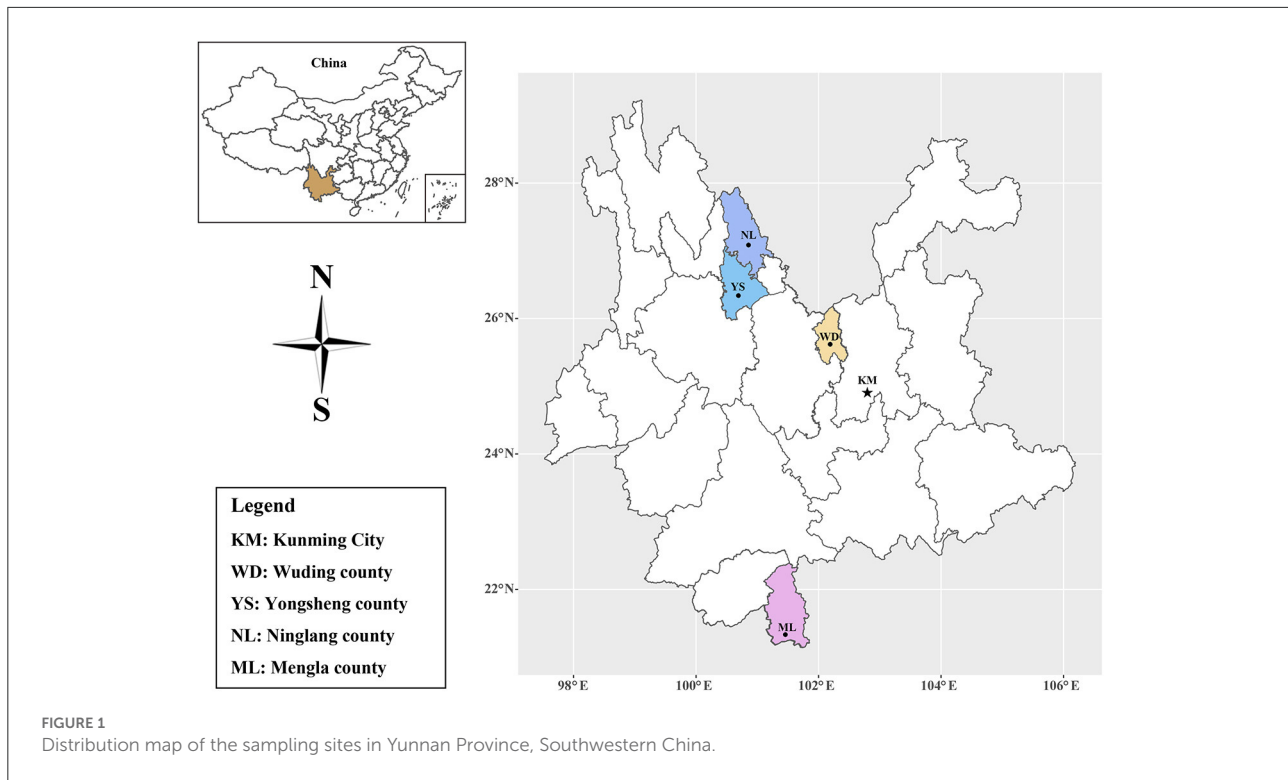 China
N
S
Legend
KM: Kunming City
WD: Wuding county
YS: Yongsheng county
NL: Ninglang county
ML: Mengla county
28°N
26°N
24°N
22°N
NL
YS
WD
KM
ML
98°E
100°E
102°E
104°E
106°E
FIGURE 1
Distribution map of the sampling sites in Yunnan Province, Southwestern China.